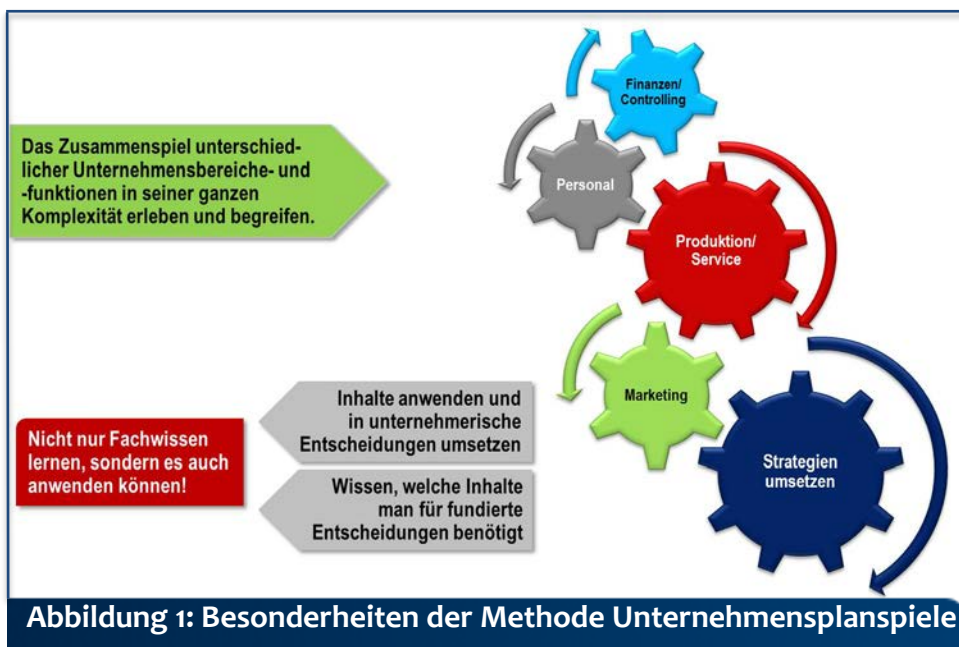 Finanzen/
Controlling
Das Zusammenspiel unterschied-
licher Unternehmensbereiche- und
-funktionen in seiner ganzen
Komplexität erleben und begreifen.
Personal
Produktion/
Service
Marketing
Inhalte anwenden und
in unternehmerische
Entscheidungen umsetzen
Nicht nur Fachwissen
lernen, sondern es auch
anwenden können!
Wissen, welche Inhalte
man für fundierte
Entscheidungen benötigt
Strategien
umsetzen
Abbildung 1: Besonderheiten der Methode Unternehmensplanspiele